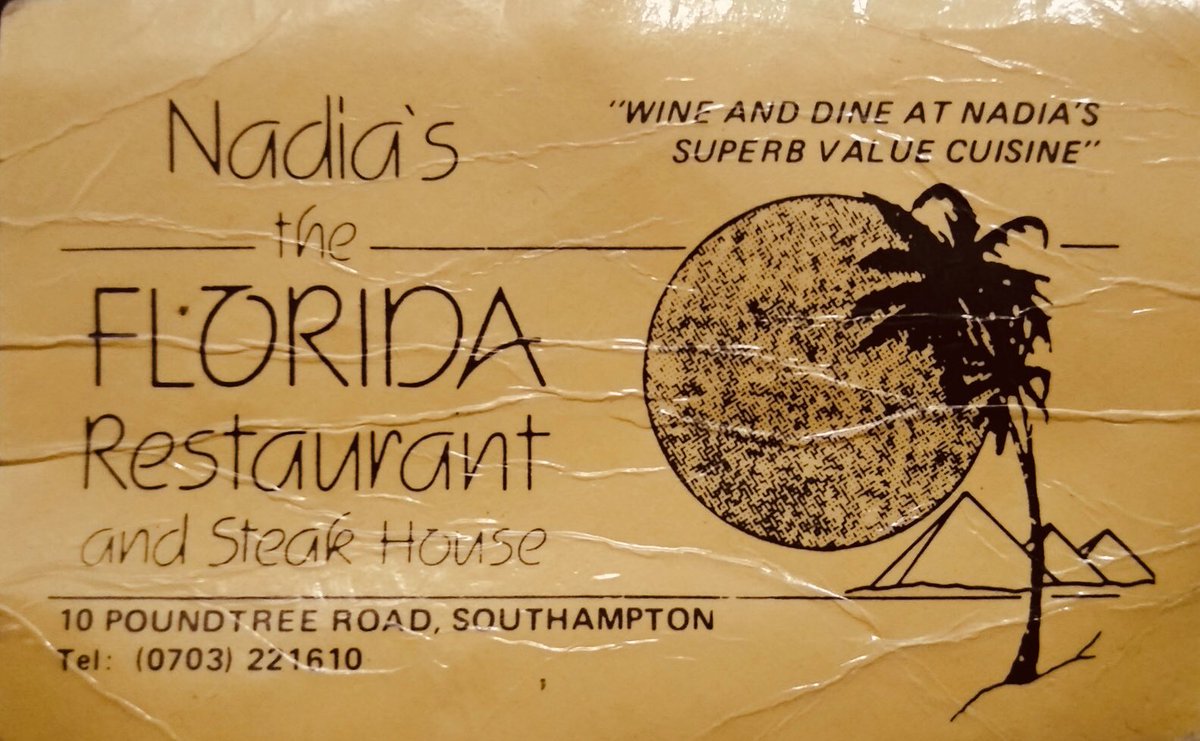 Nadia's
the
FLORIDA
Restaurant
and Steak House
"WINE AND DINE AT NADIA'S
SUPERB VALUE CUISINE"
10 POUNDTREE ROAD, SOUTHAMPTON
Tel: (0703) 221610